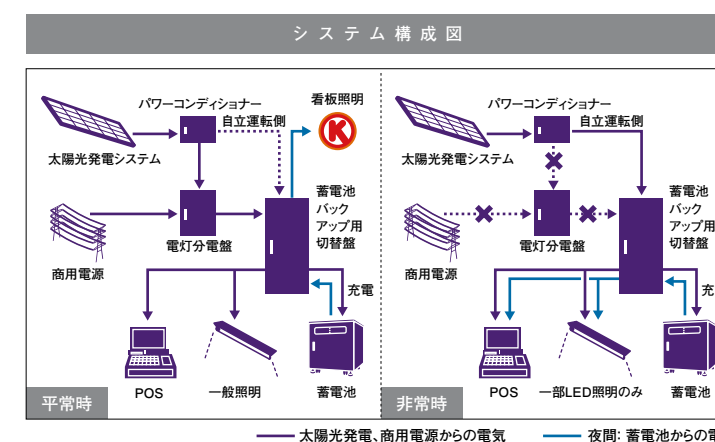 システム構成図
パワーコンディショナー
自立運転側
看板照明
K
太陽光発電システム
蓄電池
バック
アップ用
切替盤
電灯分電盤
商用電源
充電
POS
一般照明
蓄電池
平常時
パワーコンディショナー
自立運転側
太陽光発電システム
蓄電池
バック
アップ用
切替盤
電灯分電盤
商用電源
充
POS
一部LED照明のみ
蓄電池
非常時
太陽光発電、商用電源からの電気
夜間: 蓄電池からの電